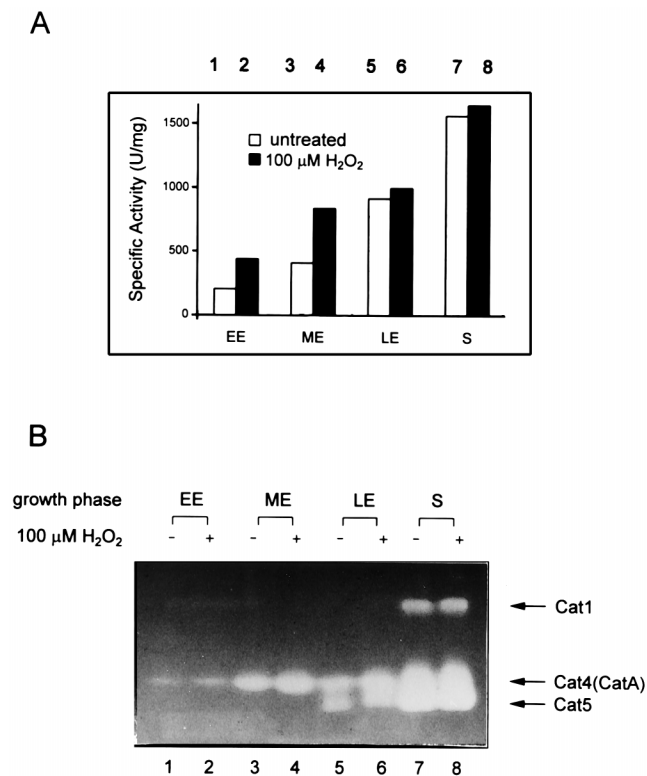 A
1 2 3 4 5 6 7 8
Specific Activity (U/mg)
1500
1000
500
0
untreated
100 μM H₂O₂
EE ME LE S
B
growth phase EE ME LE S
100 μM H₂O₂ - + - + - + - +
Cat1
Cat4(CatA)
Cat5
1 2 3 4 5 6 7 8